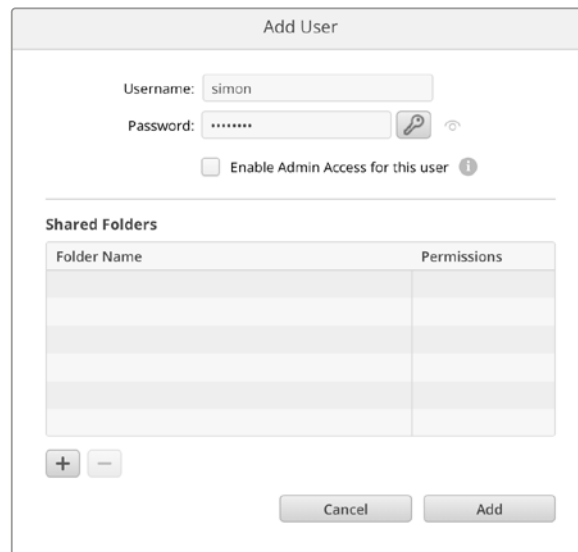 Add User
Username: simon
Password: ••••••••
Enable Admin Access for this user
Shared Folders
Folder Name Permissions
Cancel Add